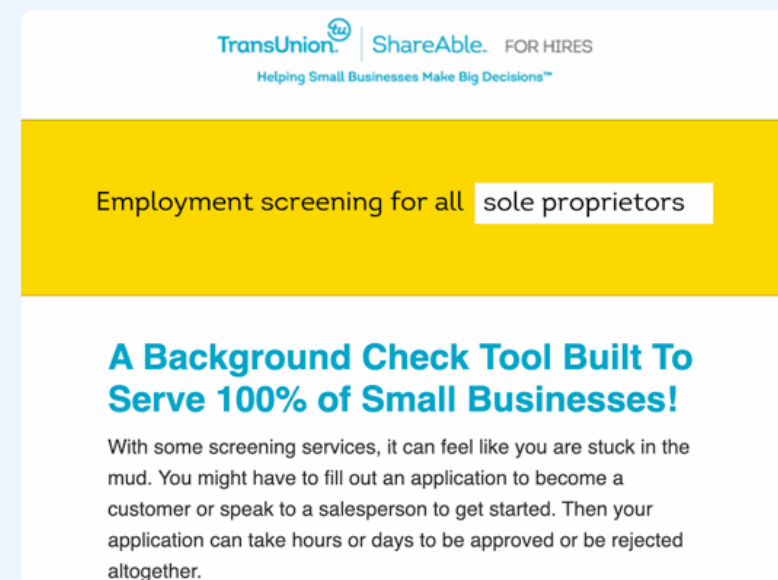 TransUnion. tu ShareAble. FOR HIRES
Helping Small Businesses Make Big Decisions™
Employment screening for all sole proprietors
A Background Check Tool Built To
Serve 100% of Small Businesses!
With some screening services, it can feel like you are stuck in the
mud. You might have to fill out an application to become a
customer or speak to a salesperson to get started. Then your
application can take hours or days to be approved or be rejected
altogether.